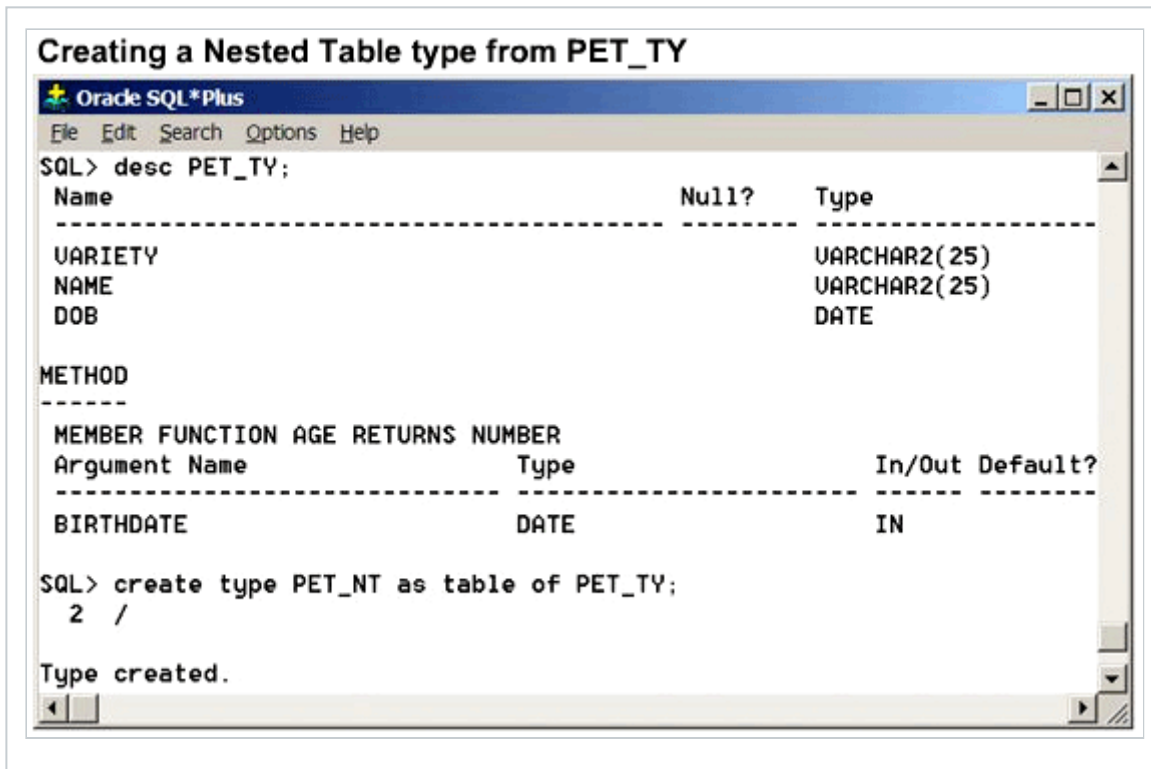 Creating a Nested Table type from PET_TY
Oracle SQL*Plus
File Edit Search Options Help
SQL> desc PET_TY;
Name Null? Type
----------------------------------------- -------- -------------------
VARIETY VARCHAR2(25)
NAME VARCHAR2(25)
DOB DATE
METHOD
------
MEMBER FUNCTION AGE RETURNS NUMBER
Argument Name Type In/Out Default?
------------------------------ ----------------------- ------ --------
BIRTHDATE DATE IN
SQL> create type PET_NT as table of PET_TY;
2 /
Type created.